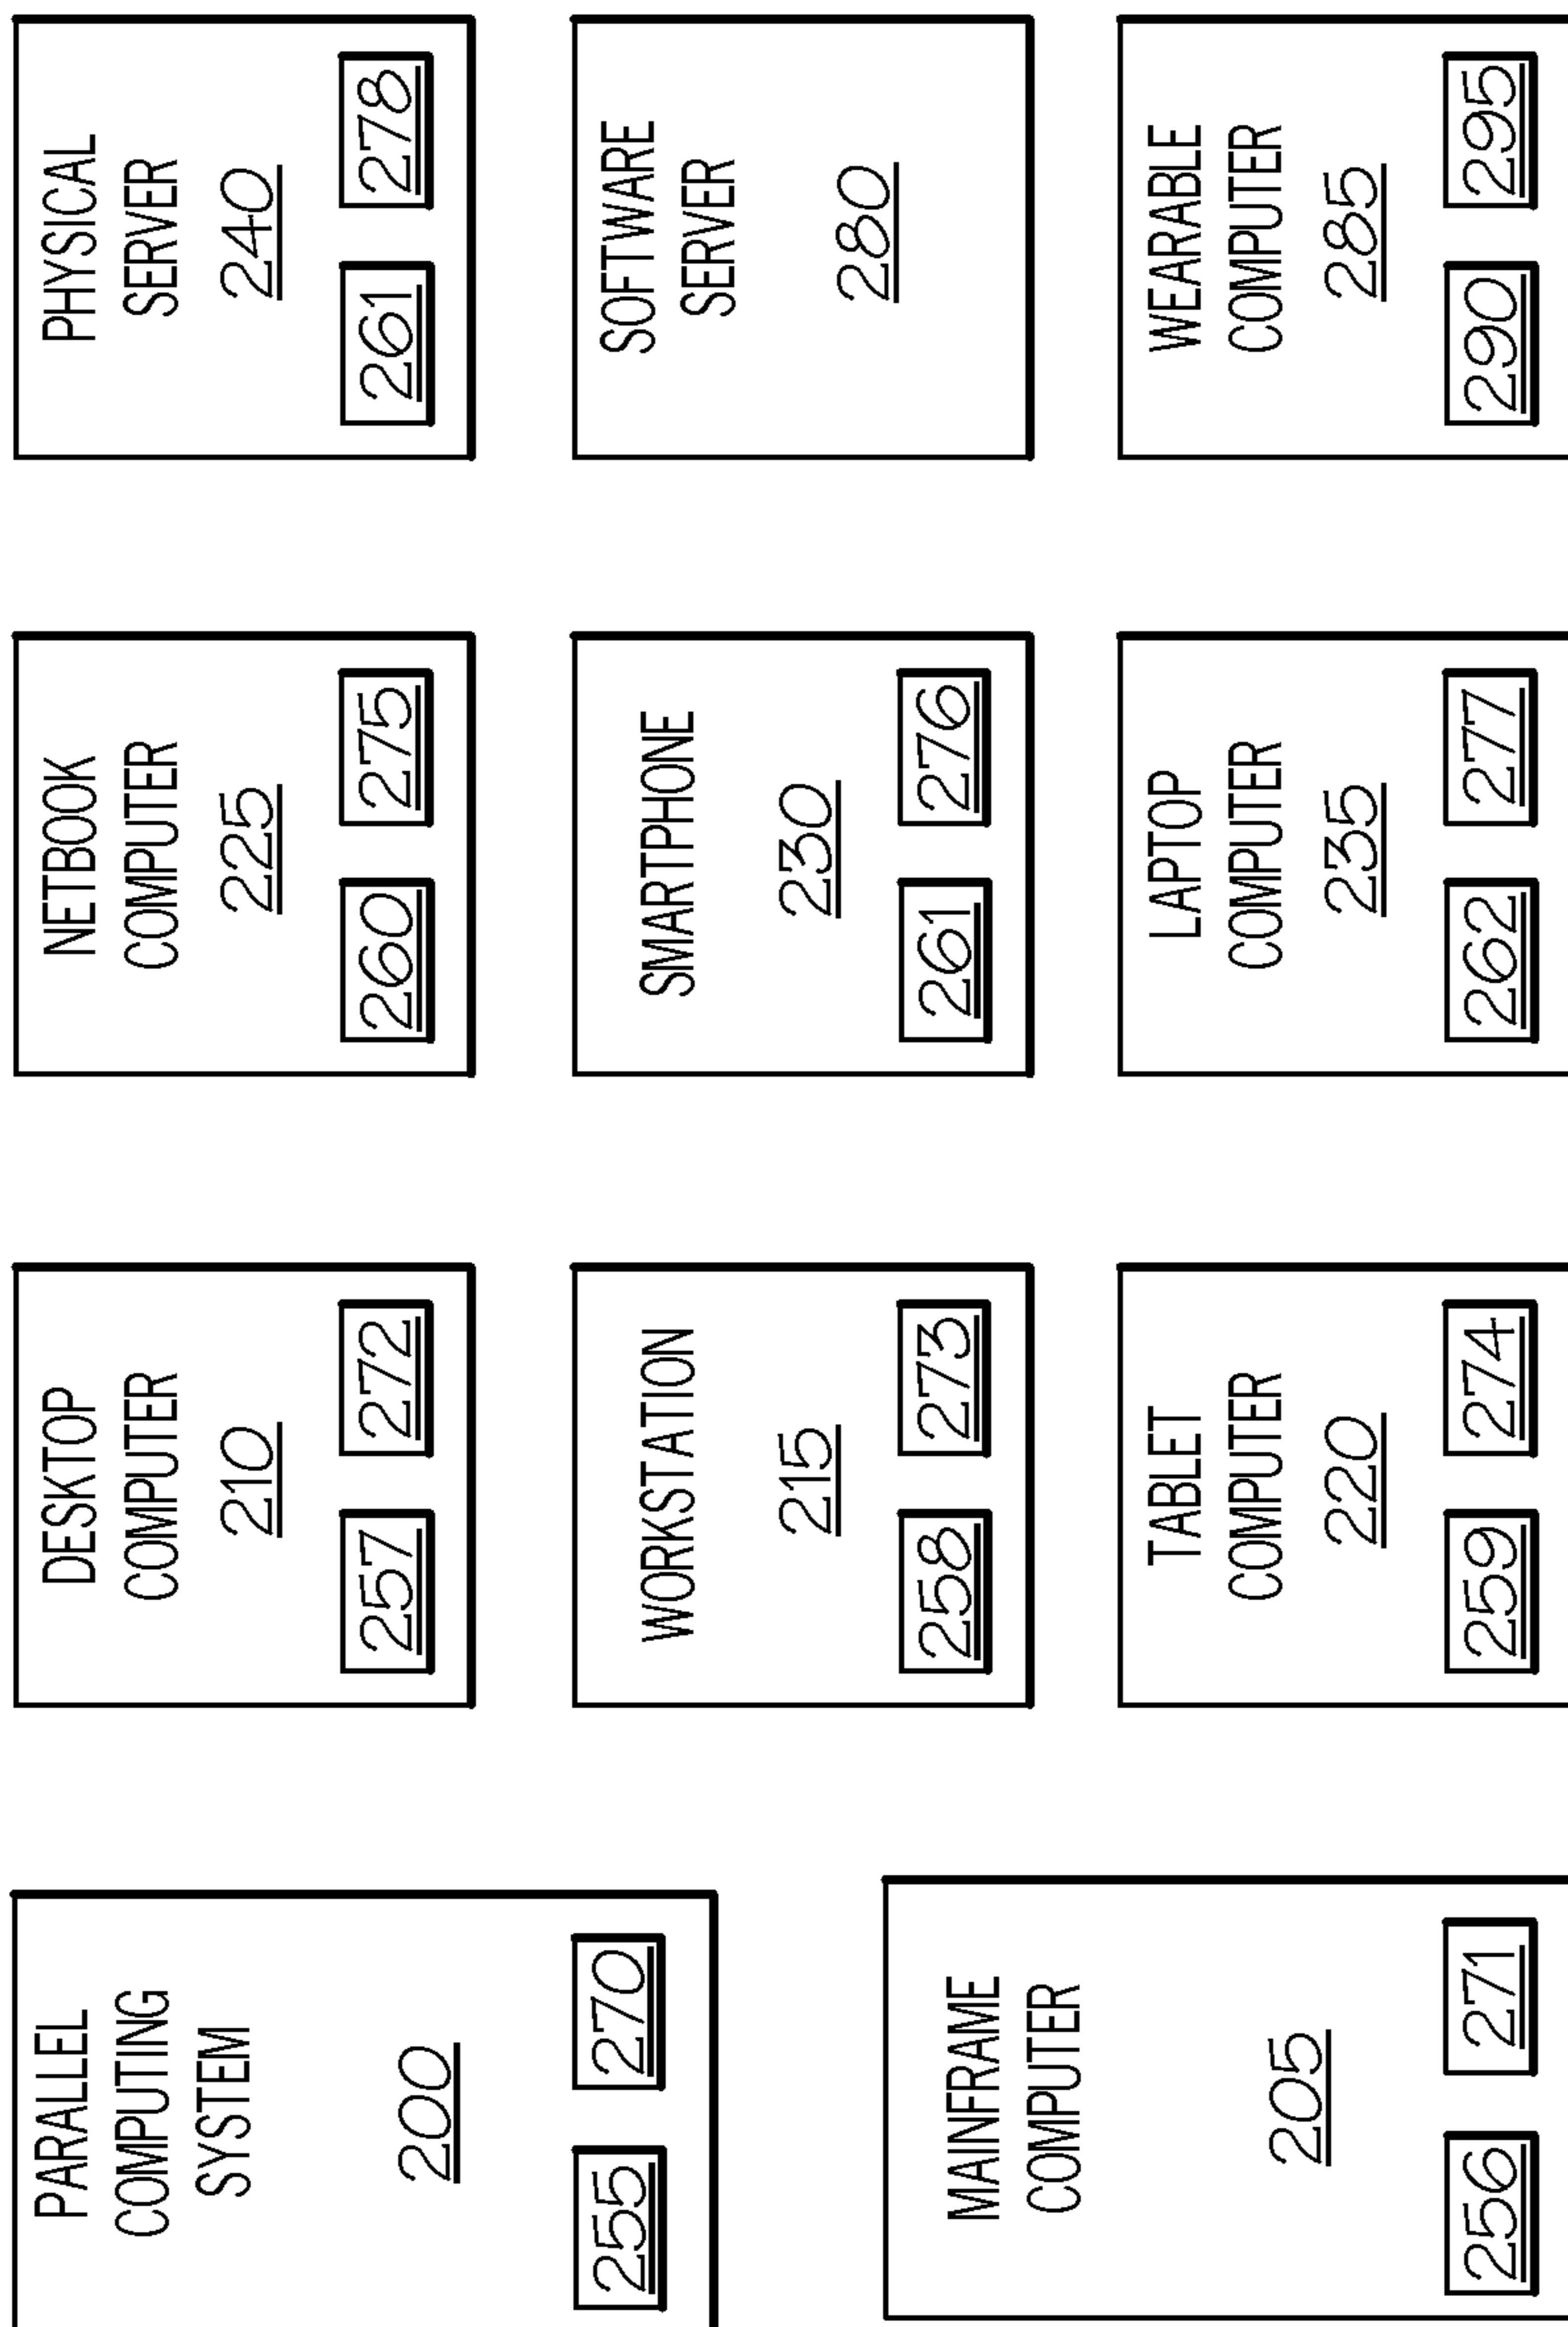 PARALLEL
COMPUTING
SYSTEM
200
255 270
MAINFRAME
COMPUTER
205
256 271
DESKTOP
COMPUTER
210
257 272
WORKSTATION
215
258 273
TABLET
COMPUTER
220
259 274
NETBOOK
COMPUTER
225
260 275
SMARTPHONE
230
261 276
LAPTOP
COMPUTER
235
262 277
PHYSICAL
SERVER
240
261 278
SOFTWARE
SERVER
280
WEARABLE
COMPUTER
285
290 295